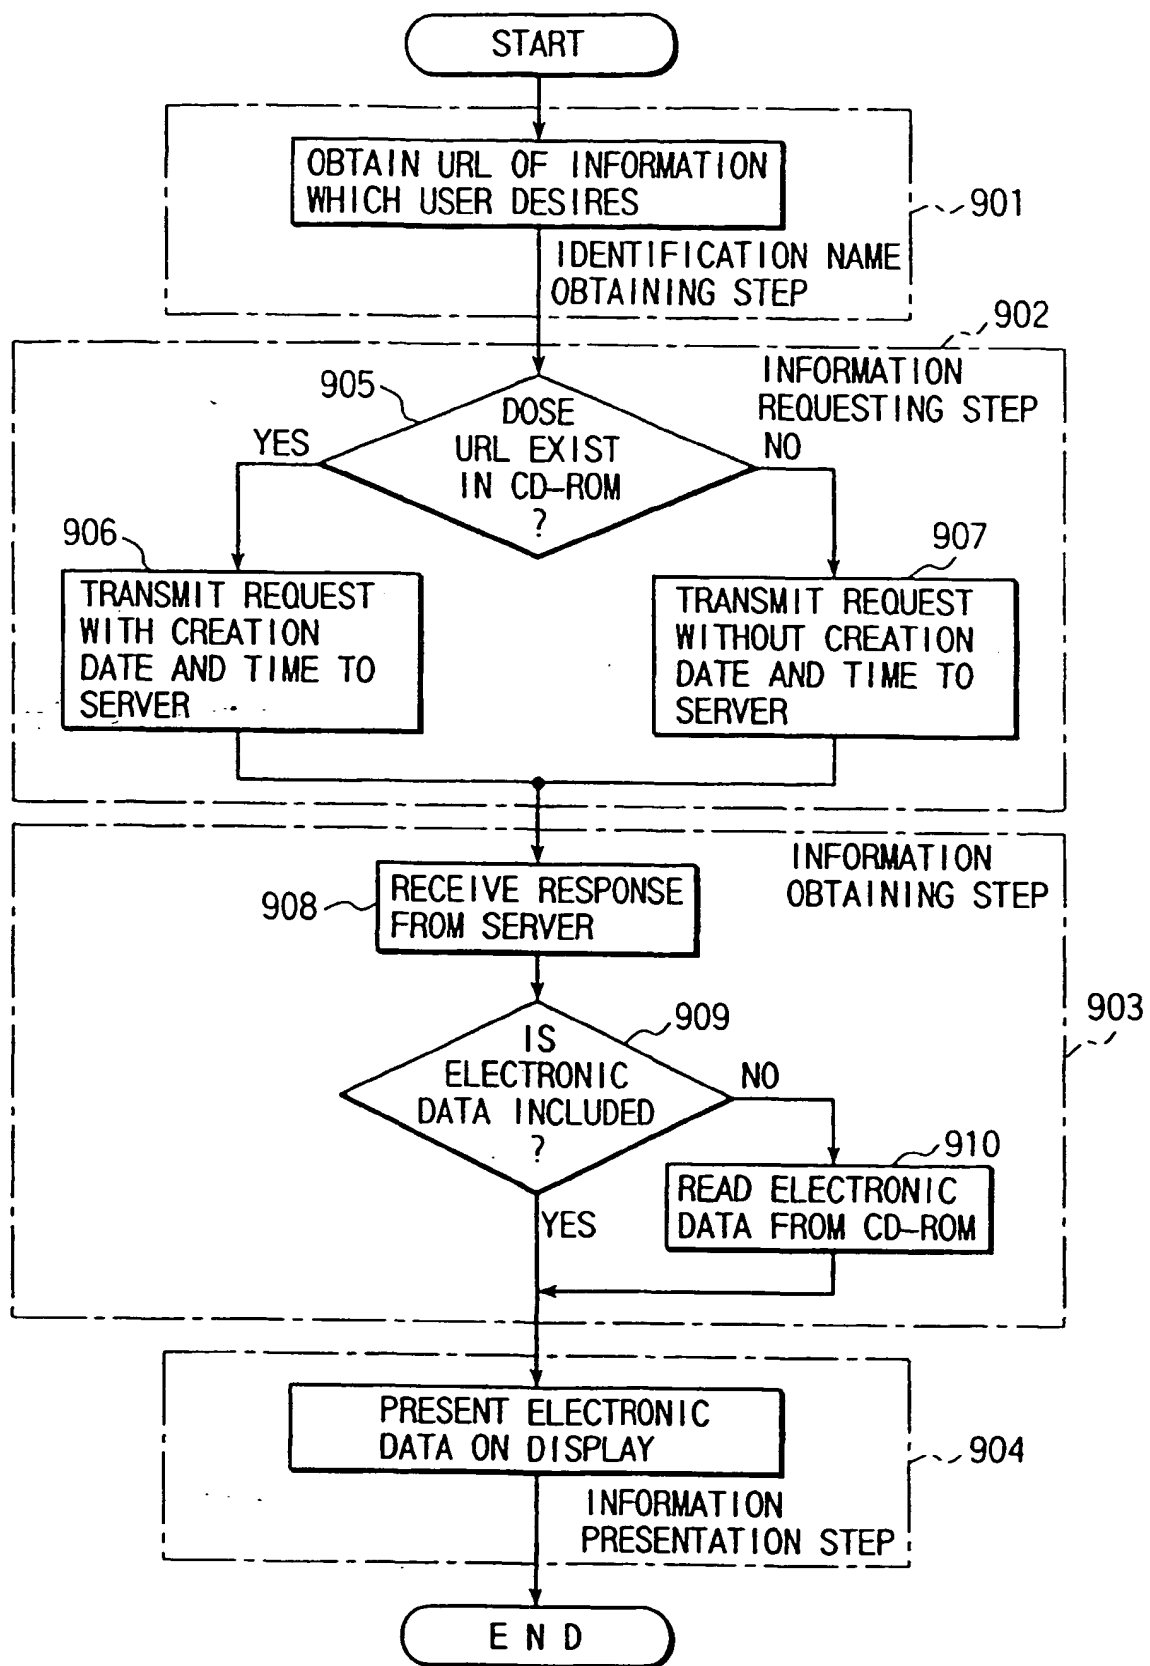 START
OBTAIN URL OF INFORMATION
WHICH USER DESIRES
901
IDENTIFICATION NAME
OBTAINING STEP
902
INFORMATION
REQUESTING STEP
905
DOSE
URL EXIST
IN CD-ROM
?
YES
NO
906
TRANSMIT REQUEST
WITH CREATION
DATE AND TIME TO
SERVER
907
TRANSMIT REQUEST
WITHOUT CREATION
DATE AND TIME TO
SERVER
INFORMATION
OBTAINING STEP
908
RECEIVE RESPONSE
FROM SERVER
903
909
IS
ELECTRONIC
DATA INCLUDED
?
NO
YES
910
READ ELECTRONIC
DATA FROM CD-ROM
PRESENT ELECTRONIC
DATA ON DISPLAY
904
INFORMATION
PRESENTATION STEP
END